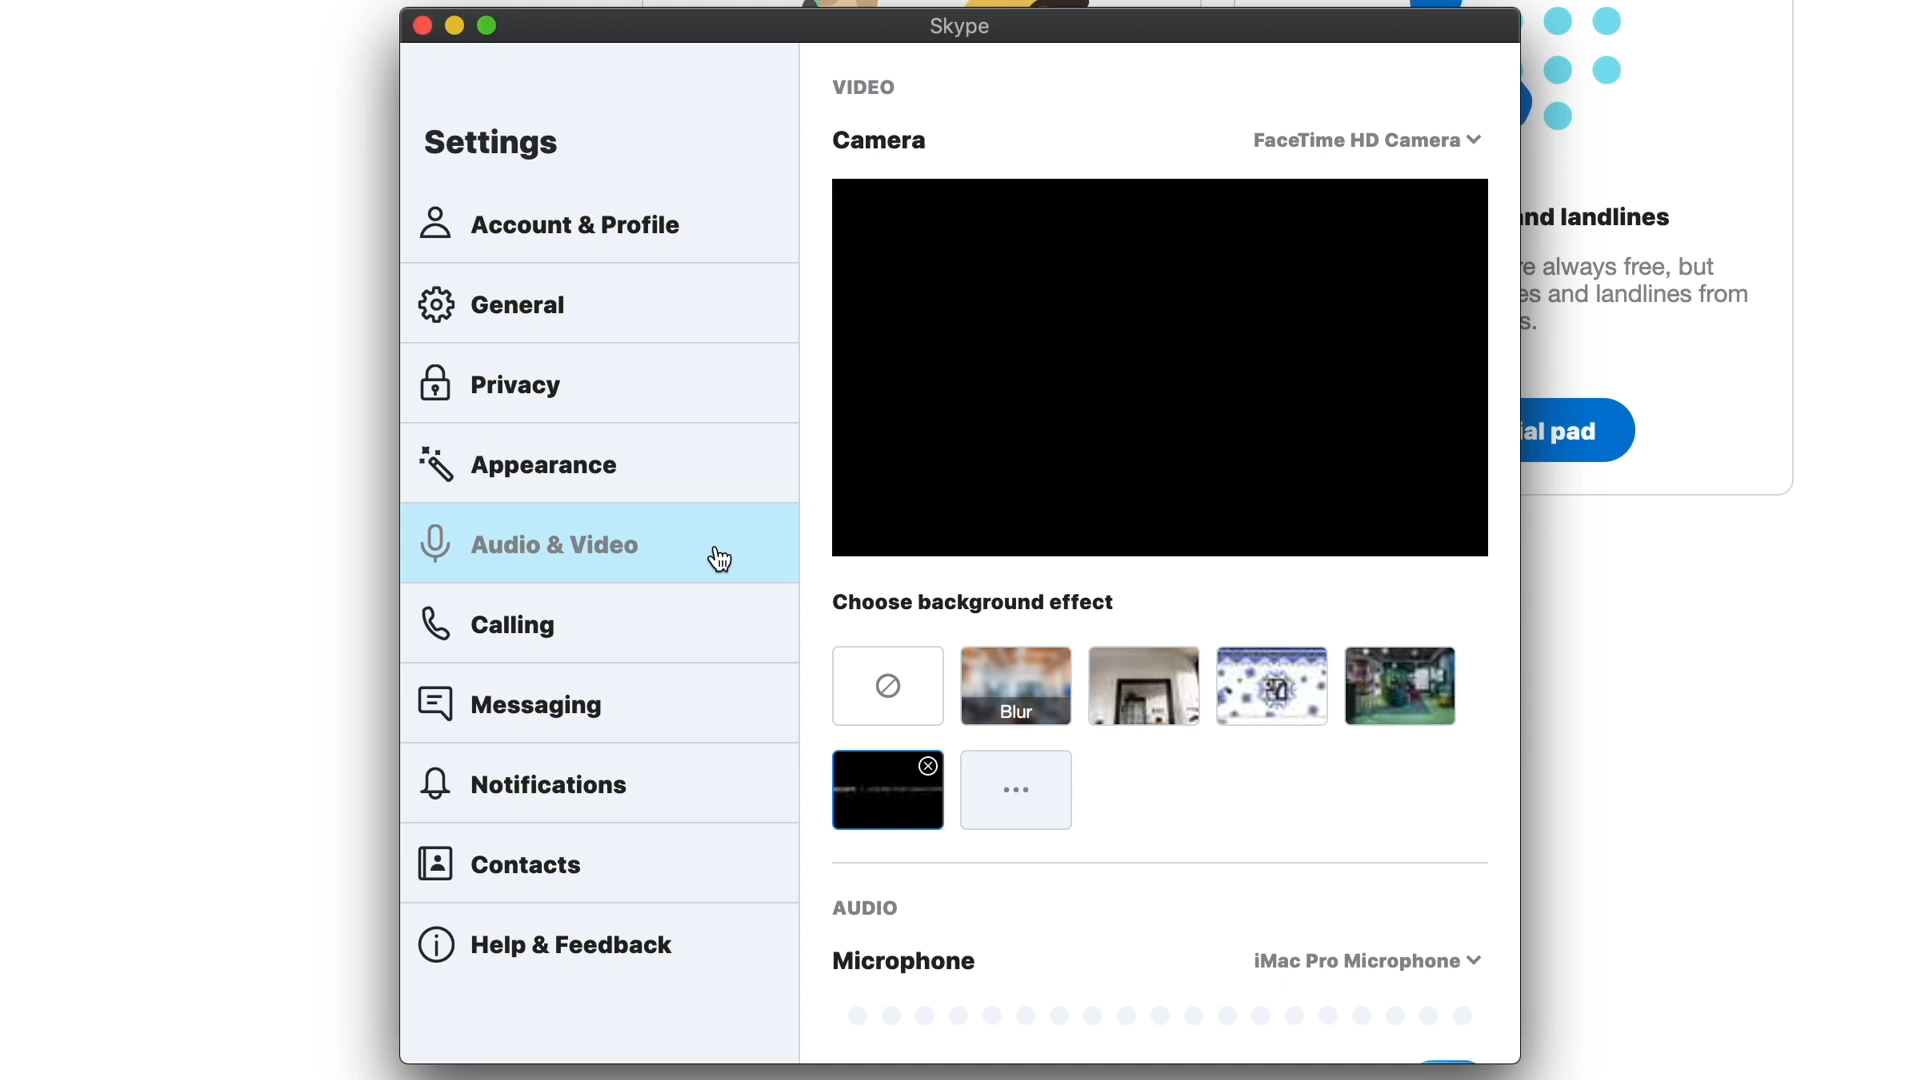 Skype
Settings
Account & Profile
General
Privacy
Appearance
Audio & Video
Calling
Messaging
Notifications
Contacts
Help & Feedback
VIDEO
Camera
FaceTime HD Camera
Choose background effect
Blur
AUDIO
Microphone
iMac Pro Microphone
nd landlines
e always free, but
es and landlines from
s.
ial pad